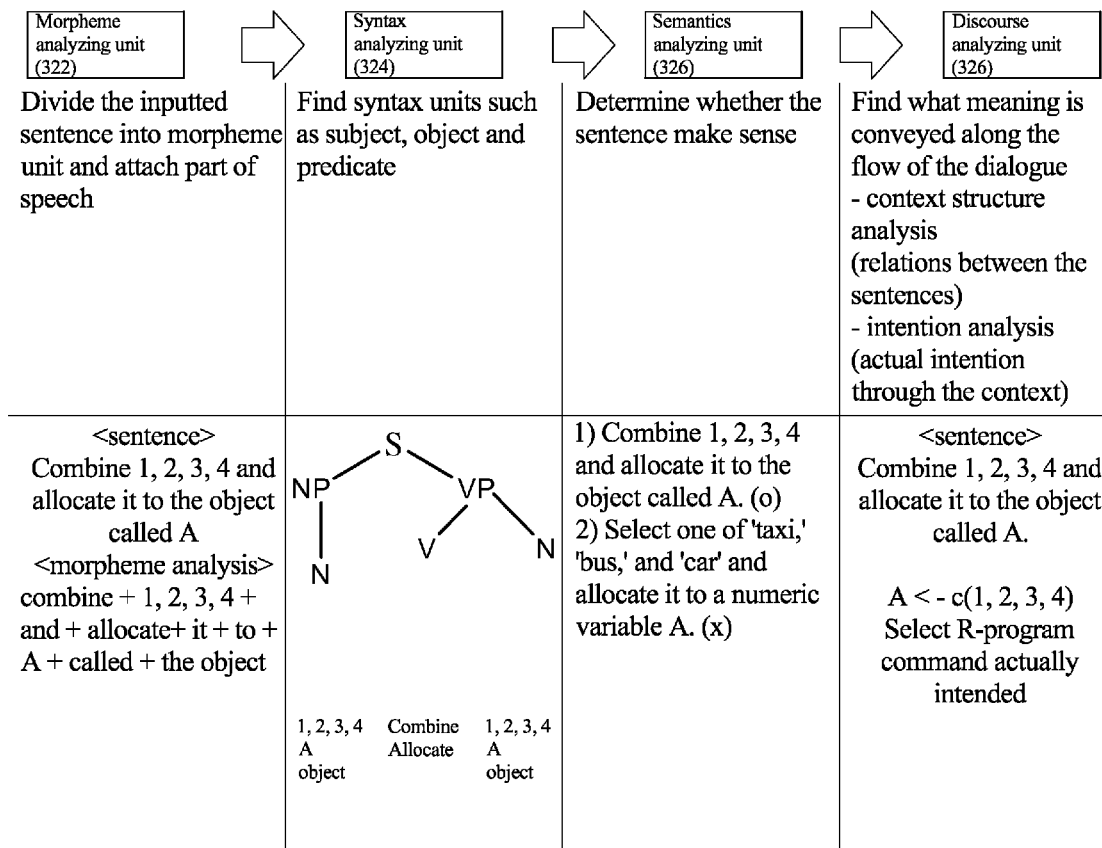 Morpheme
analyzing unit
(322)
Syntax
analyzing unit
(324)
Semantics
analyzing unit
(326)
Discourse
analyzing unit
(326)
Divide the inputted
sentence into morpheme
unit and attach part of
speech
Find syntax units such
as subject, object and
predicate
Determine whether the
sentence make sense
Find what meaning is
conveyed along the
flow of the dialogue
- context structure
analysis
(relations between the
sentences)
- intention analysis
(actual intention
through the context)
<sentence>
Combine 1, 2, 3, 4 and
allocate it to the object
called A
<morpheme analysis>
combine + 1, 2, 3, 4 +
and + allocate+ it + to +
A + called + the object
S
NP VP
V N
N
1, 2, 3, 4 Combine 1, 2, 3, 4
A Allocate A
object object
1) Combine 1, 2, 3, 4
and allocate it to the
object called A. (o)
2) Select one of 'taxi,'
'bus,' and 'car' and
allocate it to a numeric
variable A. (x)
<sentence>
Combine 1, 2, 3, 4 and
allocate it to the object
called A.
A < - c(1, 2, 3, 4)
Select R-program
command actually
intended